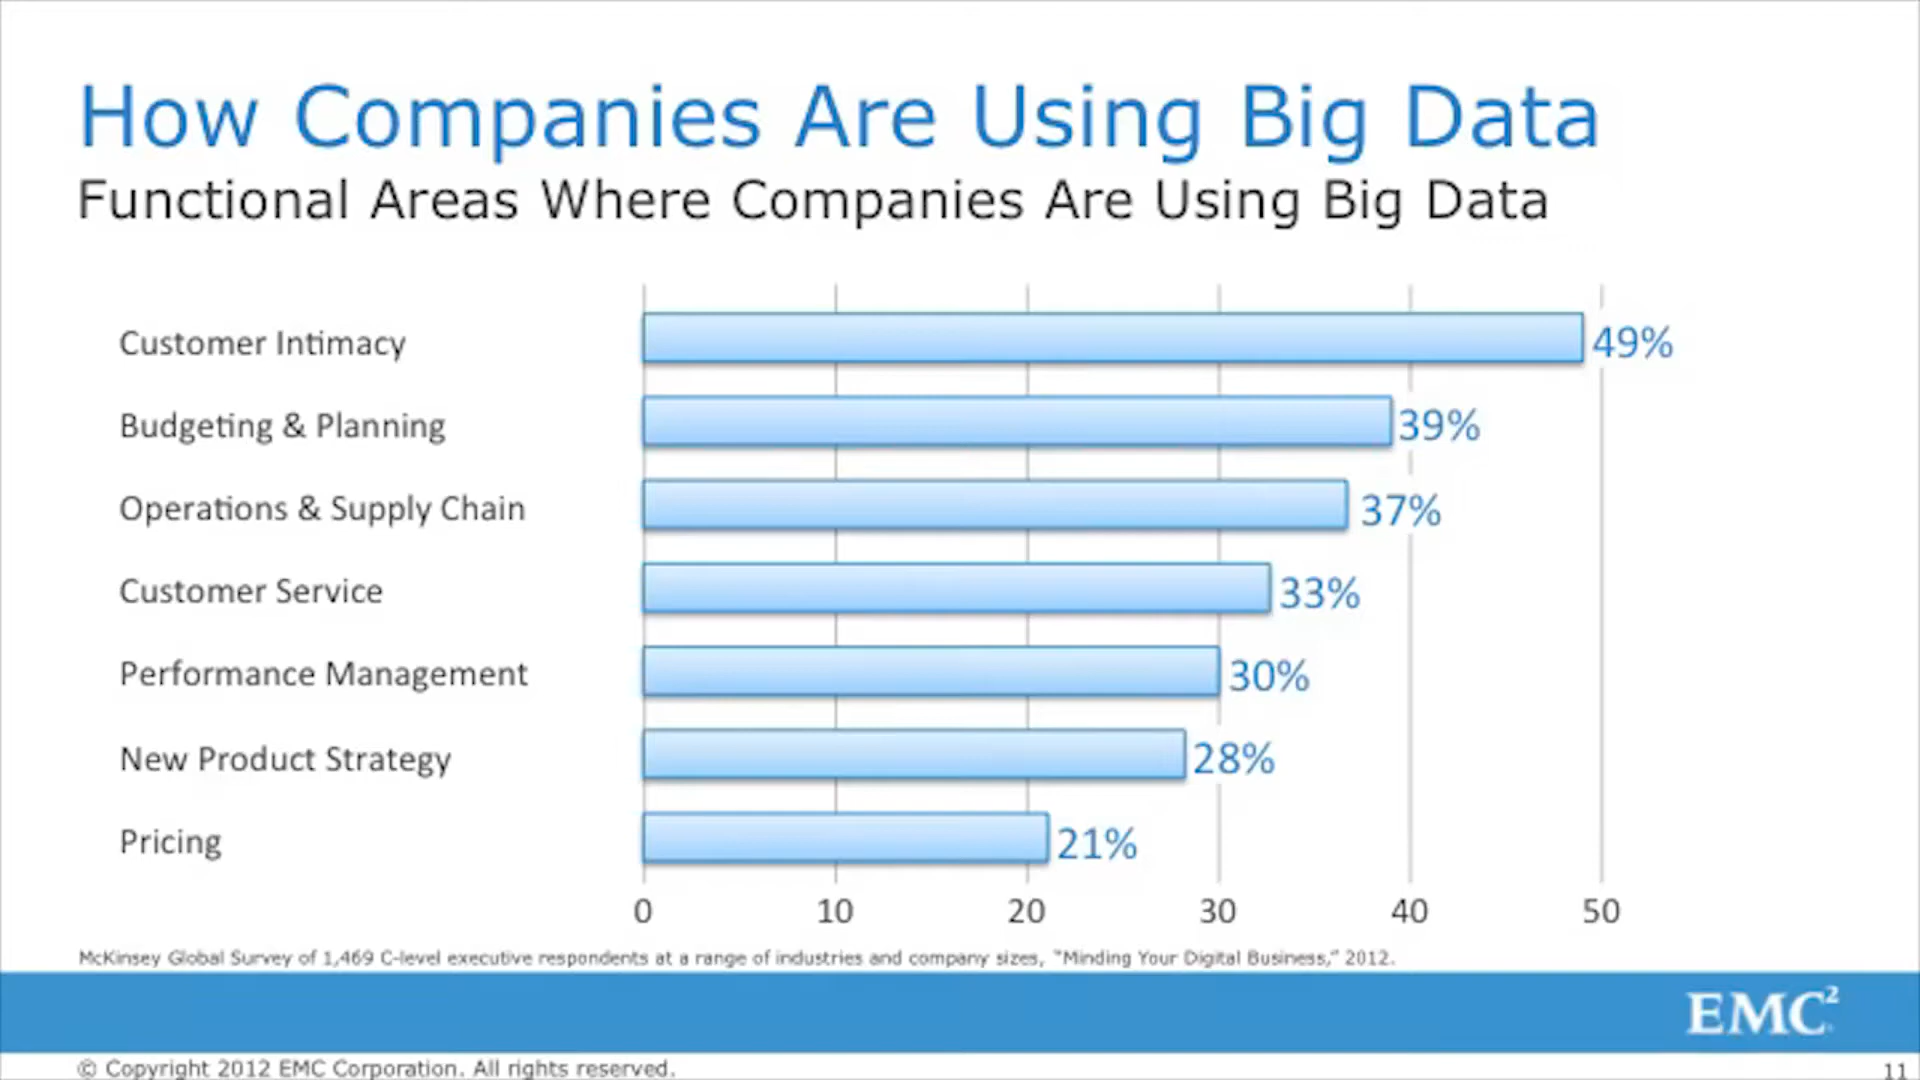 How Companies Are Using Big Data
Functional Areas Where Companies Are Using Big Data
Customer Intimacy 49%
Budgeting & Planning 39%
Operations & Supply Chain 37%
Customer Service 33%
Performance Management 30%
New Product Strategy 28%
Pricing 21%
0 10 20 30 40 50
McKinsey Global Survey of 1,469 C-level executive respondents at a range of industries and company sizes, “Minding Your Digital Business,” 2012.
EMC²
© Copyright 2012 EMC Corporation. All rights reserved. 11